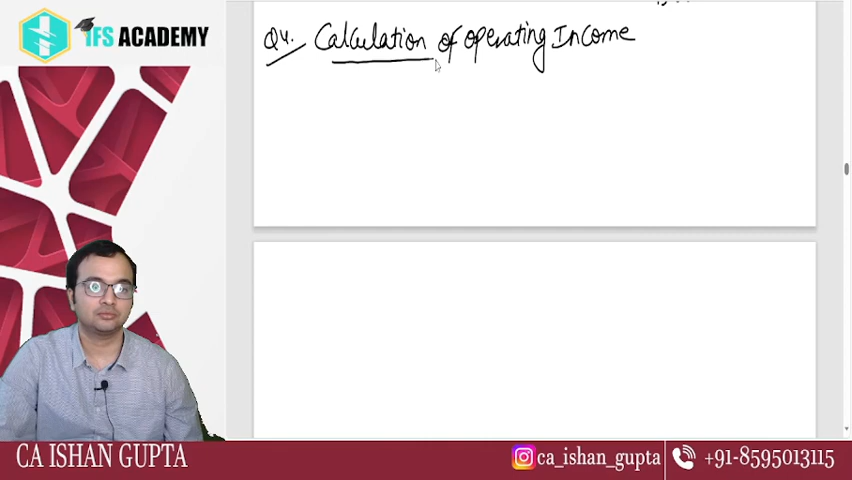 IFS ACADEMY
Q4. Calculation of operating Income
CA ISHAN GUPTA
ca_ishan_gupta
+91-8595013115